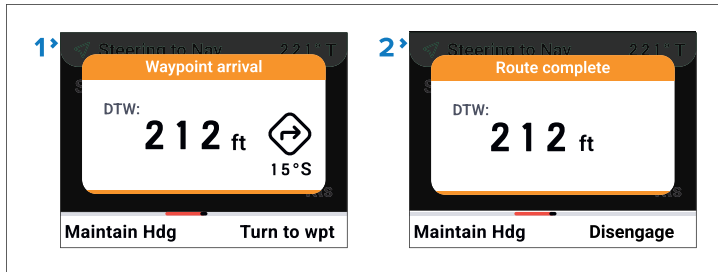 1
Steering to Nav 221°T
Waypoint arrival
DTW:
212 ft
15°S
Maintain Hdg Turn to wpt
2
Steering to Nav 221°T
Route complete
DTW:
212 ft
Maintain Hdg Disengage